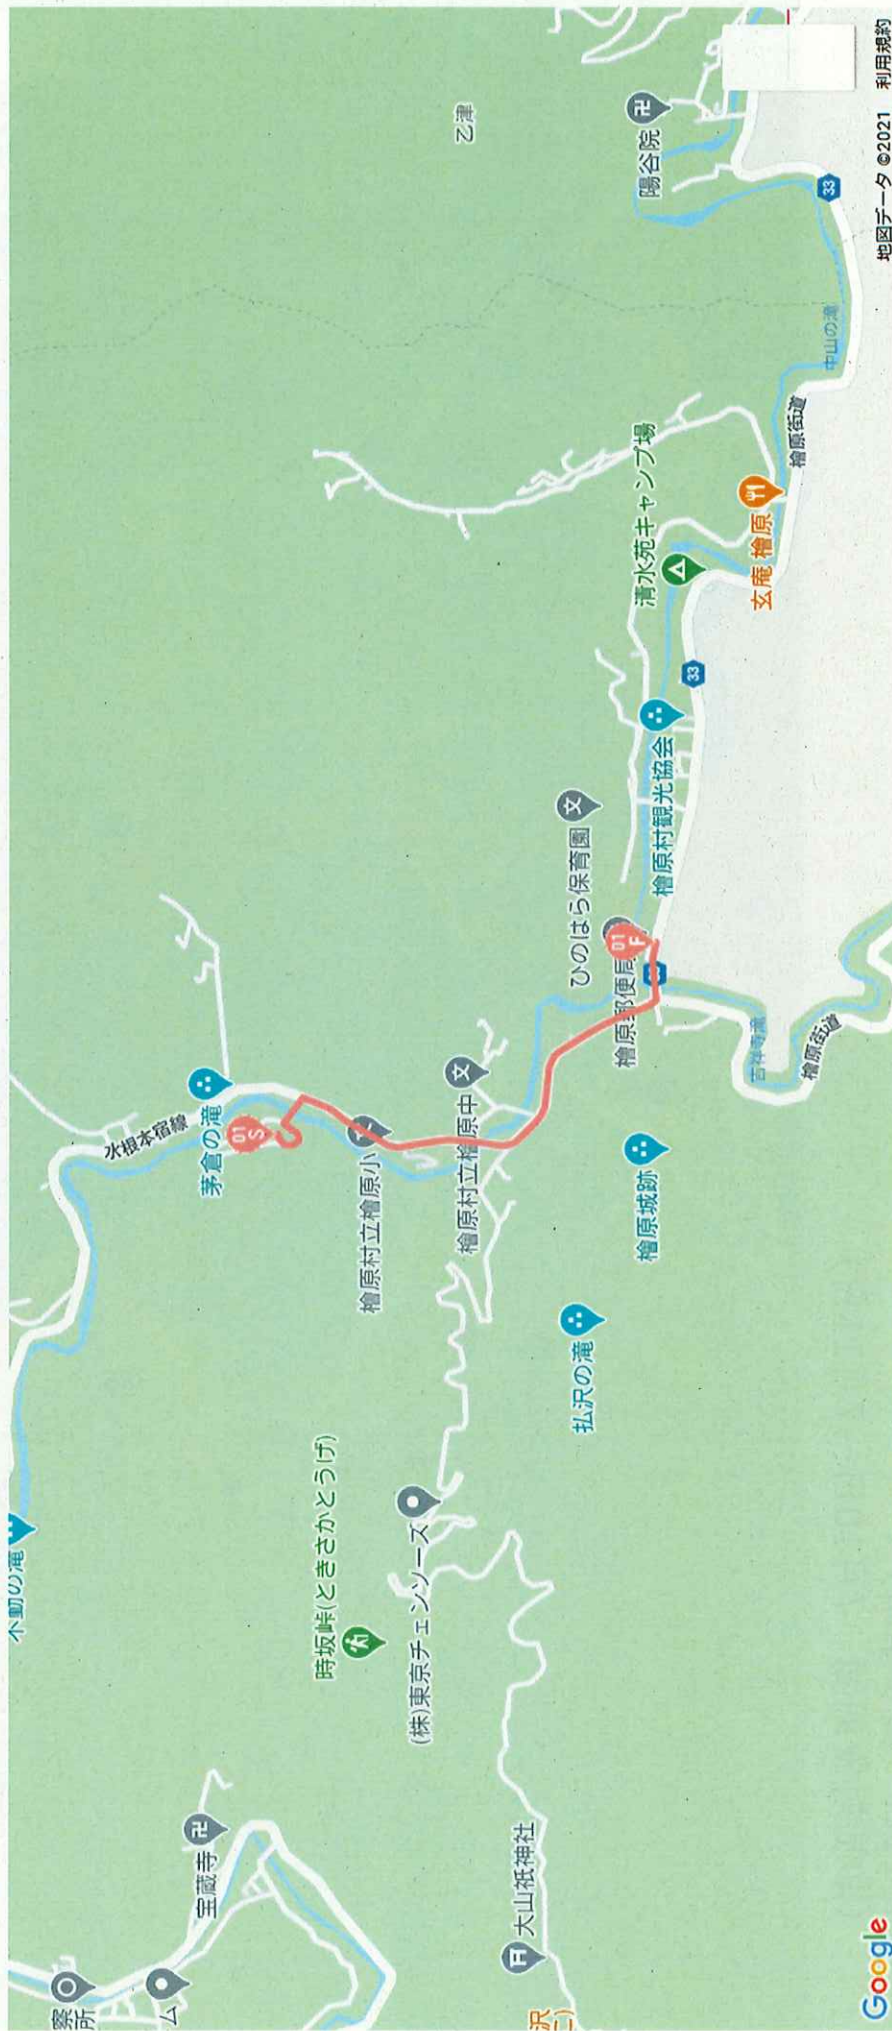 不動の滝
水根本宿線
茅倉の滝
01
S
宝蔵寺
察
所
ム
時坂峠(ときさかとうげ)
檜原村立檜原小
(株)東京チェンソーズ
檜原村立檜原中
乙津
大山祇神社
沢
払沢の滝
ひのはら保育園
檜原城跡
檜原郵便局
01
F
檜原村観光協会
清水苑キャンプ場
陽谷院
33
吉祥寺滝
檜原街道
玄庵 檜原
檜原街道
中山の滝
33
Google
地図データ ©2021 利用規約